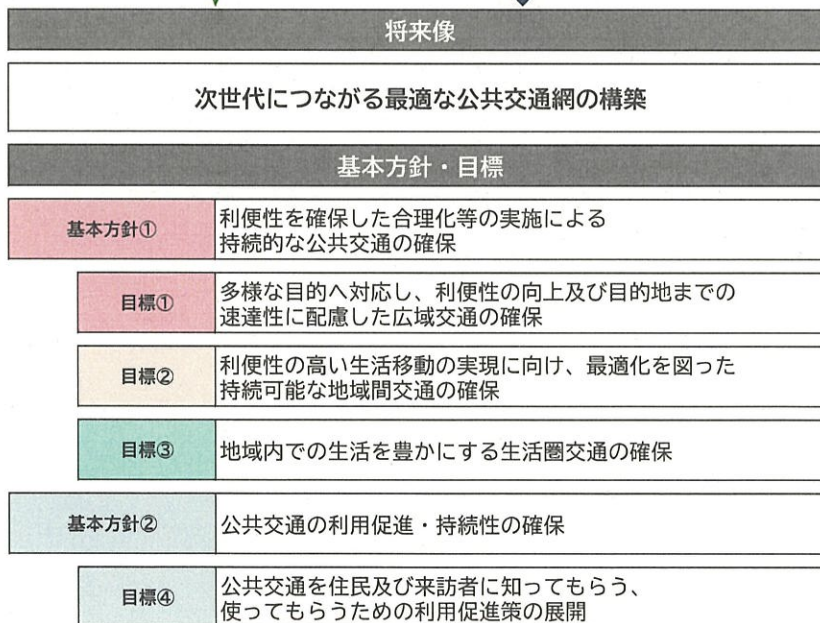 将来像
次世代につながる最適な公共交通網の構築
基本方針・目標
基本方針①
利便性を確保した合理化等の実施による
持続的な公共交通の確保
目標①
多様な目的へ対応し、利便性の向上及び目的地までの
速達性に配慮した広域交通の確保
目標②
利便性の高い生活移動の実現に向け、最適化を図った
持続可能な地域間交通の確保
目標③
地域内での生活を豊かにする生活圏交通の確保
基本方針②
公共交通の利用促進・持続性の確保
目標④
公共交通を住民及び来訪者に知ってもらう、
使ってもらうための利用促進策の展開